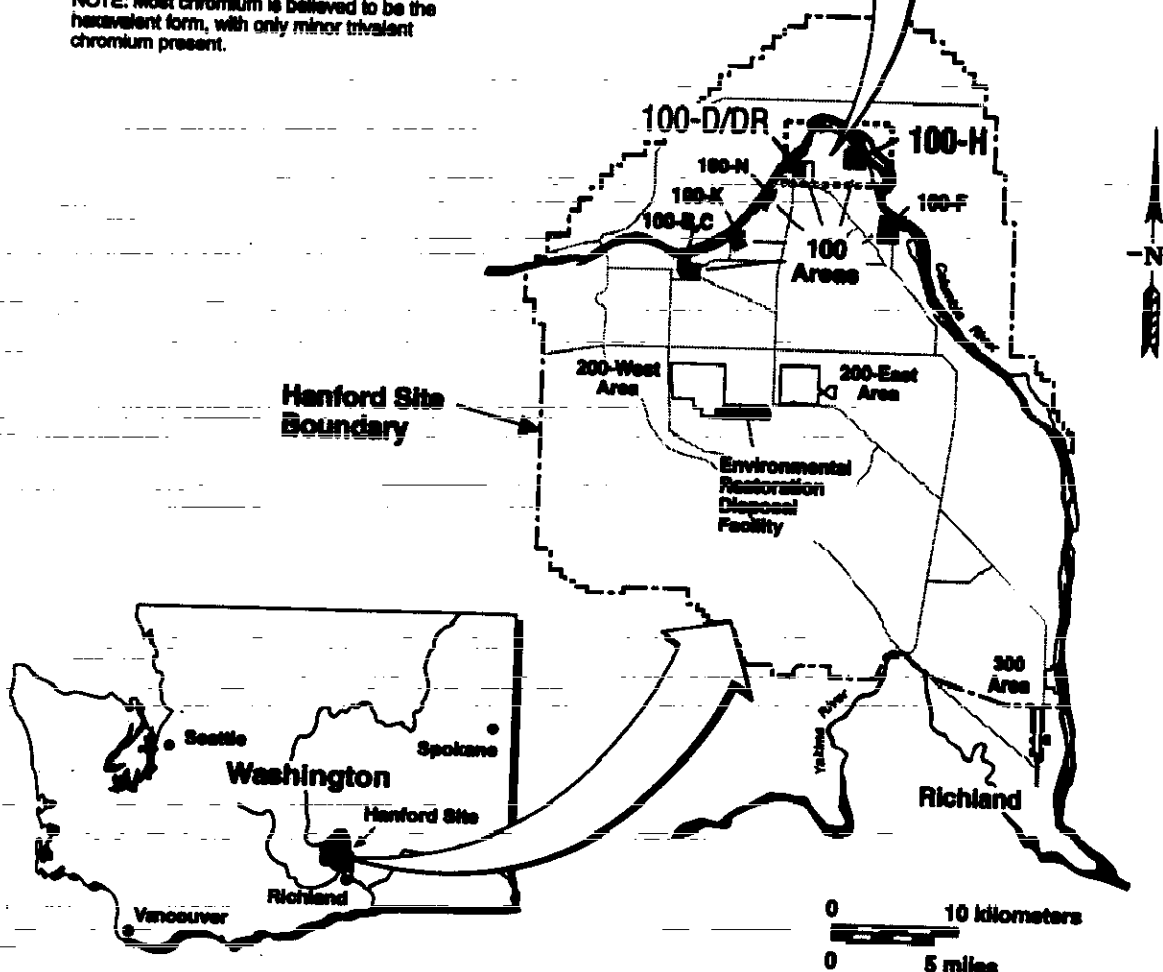 NOTE: Most chromium is believed to be the
hexavalent form, with only minor trivalent
chromium present.
100-D/DR
100-H
100-N
100-K
100-B,C
100-F
100
Areas
N
Columbia River
200-West
Area
200-East
Area
Hanford Site
Boundary
Environmental
Restoration
Disposal
Facility
300
Area
Yakima River
Richland
Seattle
Spokane
Washington
Hanford Site
Richland
Vancouver
0 10 kilometers
0 5 miles